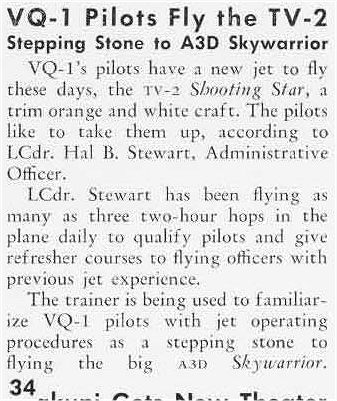 VQ-1 Pilots Fly the TV-2
Stepping Stone to A3D Skywarrior
VQ-1's pilots have a new jet to fly
these days, the TV-2 Shooting Star, a
trim orange and white craft. The pilots
like to take them up, according to
LCdr. Hal B. Stewart, Administrative
Officer.
LCdr. Stewart has been flying as
many as three two-hour hops in the
plane daily to qualify pilots and give
refresher courses to flying officers with
previous jet experience.
The trainer is being used to familiar-
ize VQ-1 pilots with jet operating
procedures as a stepping stone to
flying the big A3D Skywarrior.
34
Gets New Theater